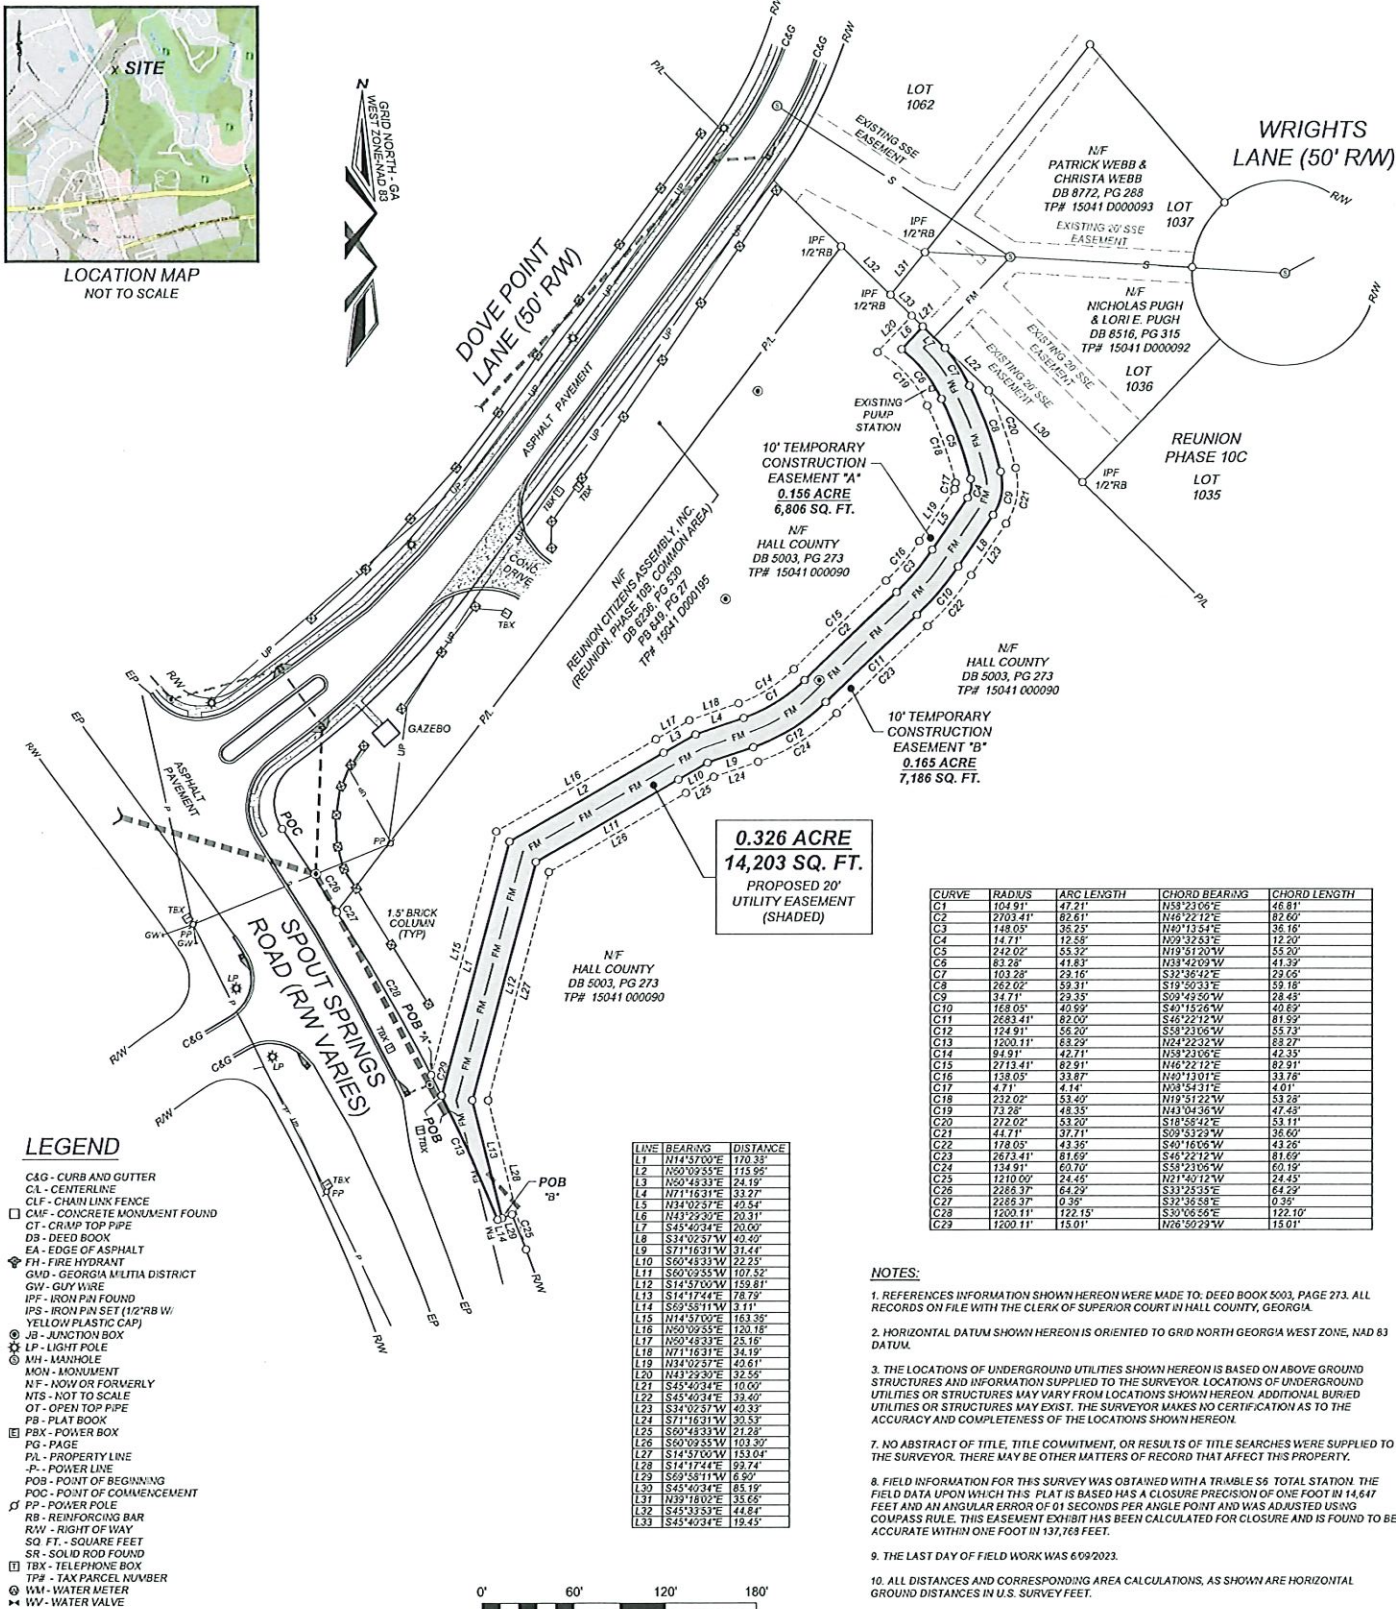 SITE
LOCATION MAP
NOT TO SCALE
N
GRID NORTH - GA
WEST ZONE-NAD 83
DOVE POINT
LANE (50' R/W)
ASPHALT PAVEMENT
CONC.
DRIVE
P/L
R/W
C&G
C&G
R/W
LOT
1062
EXISTING SSE
EASEMENT
WRIGHTS
LANE (50' R/W)
N/F
PATRICK WEBB &
CHRISTA WEBB
DB 8772, PG 288
TP# 15041 D000093
LOT
1037
EXISTING 20' SSE
EASEMENT
N/F
NICHOLAS PUGH
& LORI E. PUGH
DB 8516, PG 315
TP# 15041 D000092
LOT
1036
EXISTING 20' SSE
EASEMENT
EXISTING 20' SSE
EASEMENT
IPF
1/2"RB
IPF
1/2"RB
IPF
1/2"RB
IPF
1/2"RB
REUNION
PHASE 10C
LOT
1035
EXISTING
PUMP
STATION
10' TEMPORARY
CONSTRUCTION
EASEMENT "A"
0.156 ACRE
6,806 SQ. FT.
N/F
HALL COUNTY
DB 5003, PG 273
TP# 15041 000090
N/F
REUNION CITIZENS ASSEMBLY, INC.
(REUNION, PHASE 10B, COMMON AREA)
DB 6236, PG 530
PB 849, PG 27
TP# 15041 D000195
N/F
HALL COUNTY
DB 5003, PG 273
TP# 15041 000090
10' TEMPORARY
CONSTRUCTION
EASEMENT "B"
0.165 ACRE
7,186 SQ. FT.
0.326 ACRE
14,203 SQ. FT.
PROPOSED 20'
UTILITY EASEMENT
(SHADED)
N/F
HALL COUNTY
DB 5003, PG 273
TP# 15041 000090
GAZEBO
ASPHALT
PAVEMENT
POC
1.5' BRICK
COLUMN
(TYP)
SPOUT SPRINGS
ROAD (R/W VARIES)
POB "A"
POB
POB
"B"
CURVE RADIUS ARC LENGTH CHORD BEARING CHORD LENGTH
C1 104.91' 47.21' N58°23'06"E 46.81'
C2 2703.41' 82.61' N46°22'12"E 82.60'
C3 148.05' 36.25' N40°13'54"E 36.16'
C4 14.71' 12.58' N09°32'53"E 12.20'
C5 242.02' 55.32' N19°51'20"W 55.20'
C6 83.28' 41.83' N38°42'09"W 41.39'
C7 103.28' 29.16' S32°36'42"E 29.06'
C8 262.02' 59.31' S19°50'33"E 59.18'
C9 34.71' 29.35' S09°49'50"W 28.48'
C10 168.05' 40.99' S40°15'26"W 40.89'
C11 2683.41' 82.00' S46°22'12"W 81.99'
C12 124.91' 56.20' S58°23'06"W 55.73'
C13 1200.11' 83.29' N24°22'32"W 83.27'
C14 94.91' 42.71' N58°23'06"E 42.35'
C15 2713.41' 82.91' N46°22'12"E 82.91'
C16 138.05' 33.87' N40°13'01"E 33.78'
C17 4.71' 4.14' N08°54'31"E 4.01'
C18 232.02' 53.40' N19°51'22"W 53.28'
C19 73.28' 48.35' N43°04'36"W 47.48'
C20 272.02' 53.20' S18°56'42"E 53.11'
C21 44.71' 37.71' S09°53'29"W 36.60'
C22 178.05' 43.36' S40°16'06"W 43.26'
C23 2673.41' 81.69' S46°22'12"W 81.69'
C24 134.91' 60.70' S58°23'06"W 60.19'
C25 1210.00' 24.46' N21°40'12"W 24.45'
C26 2286.37' 64.29' S33°25'35"E 64.29'
C27 2286.37' 0.36' S32°36'58"E 0.36'
C28 1200.11' 122.15' S30°06'56"E 122.10'
C29 1200.11' 15.01' N26°50'29"W 15.01'
LINE BEARING DISTANCE
L1 N14°57'00"E 170.38'
L2 N60°09'55"E 115.95'
L3 N60°48'33"E 24.19'
L4 N71°16'31"E 33.27'
L5 N34°02'57"E 40.54'
L6 N43°29'30"E 20.31'
L7 S45°40'34"E 20.00'
L8 S34°02'57"W 40.40'
L9 S71°16'31"W 31.44'
L10 S60°48'33"W 22.25'
L11 S60°09'55"W 107.52'
L12 S14°57'00"W 159.81'
L13 S14°17'44"E 78.79'
L14 S69°58'11"W 3.11'
L15 N14°57'00"E 163.36'
L16 N60°09'55"E 120.18'
L17 N60°48'33"E 25.16'
L18 N71°16'31"E 34.19'
L19 N34°02'57"E 40.61'
L20 N43°29'30"E 32.56'
L21 S45°40'34"E 10.00'
L22 S45°40'34"E 39.40'
L23 S34°02'57"W 40.33'
L24 S71°16'31"W 30.53'
L25 S60°48'33"W 21.28'
L26 S60°09'55"W 103.30'
L27 S14°57'00"W 153.04'
L28 S14°17'44"E 99.74'
L29 S69°58'11"W 6.90'
L30 S45°40'34"E 85.19'
L31 N39°18'02"E 35.66'
L32 S45°33'53"E 44.84'
L33 S45°40'34"E 19.45'
LEGEND
C&G - CURB AND GUTTER
C/L - CENTERLINE
CLF - CHAIN LINK FENCE
CMF - CONCRETE MONUMENT FOUND
CT - CRIMP TOP PIPE
DB - DEED BOOK
EA - EDGE OF ASPHALT
FH - FIRE HYDRANT
GMD - GEORGIA MILITIA DISTRICT
GW - GUY WIRE
IPF - IRON PIN FOUND
IPS - IRON PIN SET (1/2"RB W/
YELLOW PLASTIC CAP)
JB - JUNCTION BOX
LP - LIGHT POLE
MH - MANHOLE
MON - MONUMENT
N/F - NOW OR FORMERLY
NTS - NOT TO SCALE
OT - OPEN TOP PIPE
PB - PLAT BOOK
PBX - POWER BOX
PG - PAGE
P/L - PROPERTY LINE
-P- - POWER LINE
POB - POINT OF BEGINNING
POC - POINT OF COMMENCEMENT
PP - POWER POLE
RB - REINFORCING BAR
R/W - RIGHT OF WAY
SQ. FT. - SQUARE FEET
SR - SOLID ROD FOUND
TBX - TELEPHONE BOX
TP# - TAX PARCEL NUMBER
WM - WATER METER
WV - WATER VALVE
0' 60' 120' 180'
NOTES:
1. REFERENCES INFORMATION SHOWN HEREON WERE MADE TO: DEED BOOK 5003, PAGE 273. ALL
RECORDS ON FILE WITH THE CLERK OF SUPERIOR COURT IN HALL COUNTY, GEORGIA.
2. HORIZONTAL DATUM SHOWN HEREON IS ORIENTED TO GRID NORTH GEORGIA WEST ZONE, NAD 83
DATUM.
3. THE LOCATIONS OF UNDERGROUND UTILITIES SHOWN HEREON IS BASED ON ABOVE GROUND
STRUCTURES AND INFORMATION SUPPLIED TO THE SURVEYOR. LOCATIONS OF UNDERGROUND
UTILITIES OR STRUCTURES MAY VARY FROM LOCATIONS SHOWN HEREON. ADDITIONAL BURIED
UTILITIES OR STRUCTURES MAY EXIST. THE SURVEYOR MAKES NO CERTIFICATION AS TO THE
ACCURACY AND COMPLETENESS OF THE LOCATIONS SHOWN HEREON.
7. NO ABSTRACT OF TITLE, TITLE COMMITMENT, OR RESULTS OF TITLE SEARCHES WERE SUPPLIED TO
THE SURVEYOR. THERE MAY BE OTHER MATTERS OF RECORD THAT AFFECT THIS PROPERTY.
8. FIELD INFORMATION FOR THIS SURVEY WAS OBTAINED WITH A TRIMBLE S6 TOTAL STATION. THE
FIELD DATA UPON WHICH THIS PLAT IS BASED HAS A CLOSURE PRECISION OF ONE FOOT IN 14,647
FEET AND AN ANGULAR ERROR OF 01 SECONDS PER ANGLE POINT AND WAS ADJUSTED USING
COMPASS RULE. THIS EASEMENT EXHIBIT HAS BEEN CALCULATED FOR CLOSURE AND IS FOUND TO BE
ACCURATE WITHIN ONE FOOT IN 137,768 FEET.
9. THE LAST DAY OF FIELD WORK WAS 6/09/2023.
10. ALL DISTANCES AND CORRESPONDING AREA CALCULATIONS, AS SHOWN ARE HORIZONTAL
GROUND DISTANCES IN U.S. SURVEY FEET.